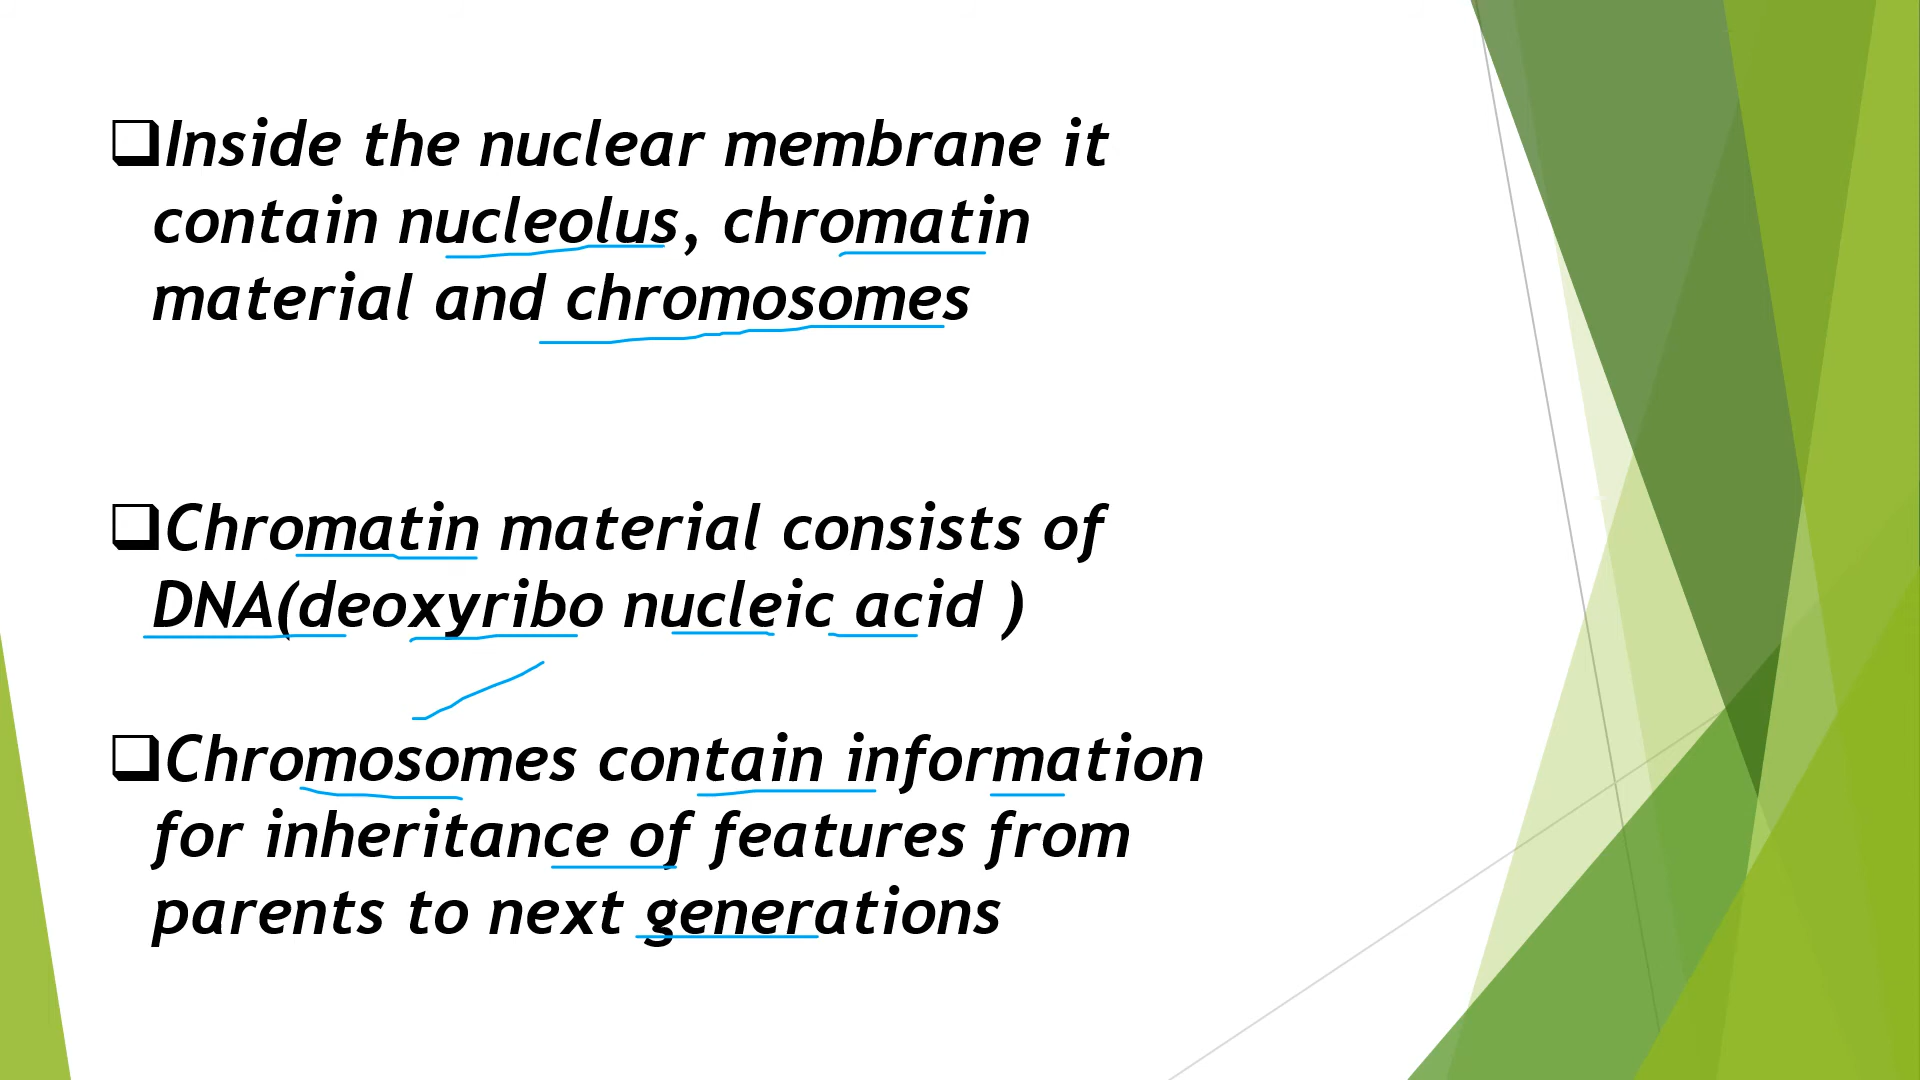 Inside the nuclear membrane it
contain nucleolus, chromatin
material and chromosomes
Chromatin material consists of
DNA(deoxyribo nucleic acid )
Chromosomes contain information
for inheritance of features from
parents to next generations